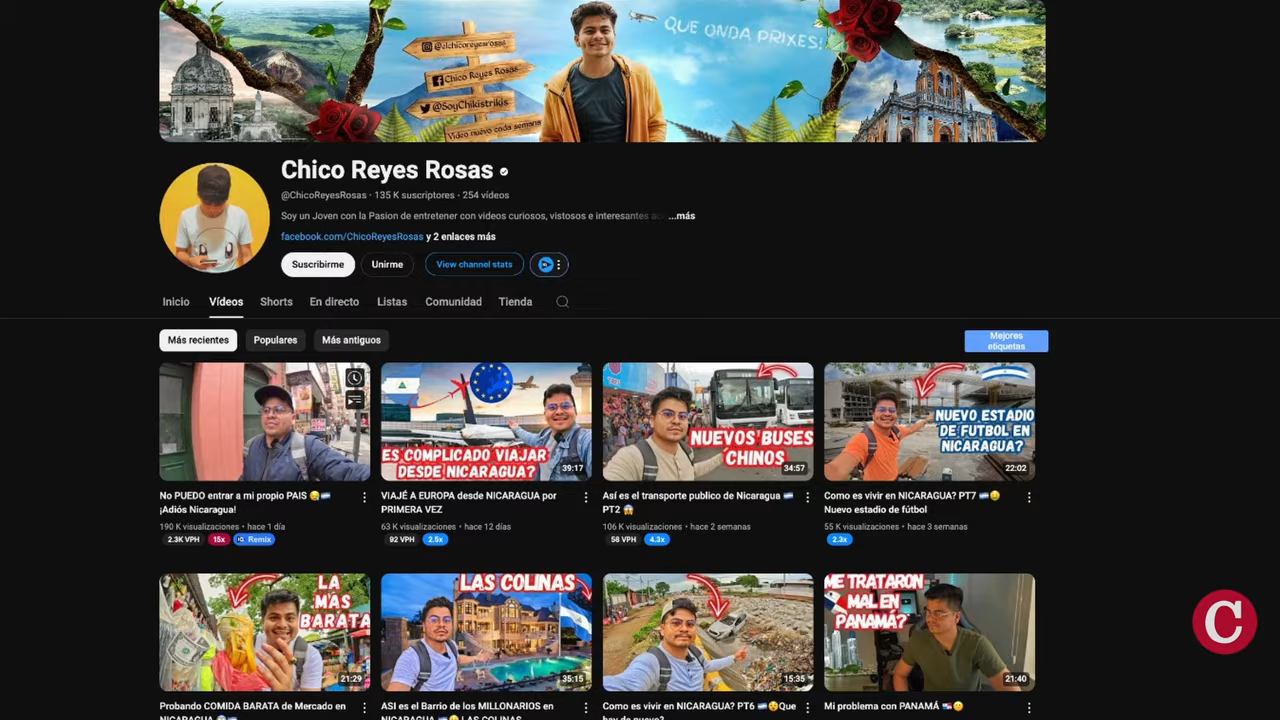 QUE ONDA PRIXES!
@elchicoreyesrosas
Chico Reyes Rosas
@SoyChikistrikis
Video nuevo cada semana
Chico Reyes Rosas
@ChicoReyesRosas · 135 K suscriptores · 254 vídeos
Soy un Joven con la Pasion de entretener con videos curiosos, vistosos e interesantes ...más
facebook.com/ChicoReyesRosas y 2 enlaces más
Suscribirme Unirme View channel stats
Inicio Vídeos Shorts En directo Listas Comunidad Tienda
Más recientes Populares Más antiguos
Mejores
etiquetas
ES COMPLICADO VIAJAR
DESDE NICARAGUA?
39:17
NUEVOS BUSES
CHINOS
34:57
NUEVO ESTADIO
DE FUTBOL EN
NICARAGUA?
22:02
No PUEDO entrar a mi propio PAIS 😪🇳🇮
¡Adiós Nicaragua!
190 K visualizaciones · hace 1 día
2.3K VPH 15x Remix
VIAJÉ A EUROPA desde NICARAGUA por
PRIMERA VEZ
63 K visualizaciones · hace 12 días
92 VPH 2.5x
Así es el transporte publico de Nicaragua 🇳🇮
PT2 😱
106 K visualizaciones · hace 2 semanas
58 VPH 4.3x
Como es vivir en NICARAGUA? PT7 🇳🇮😀
Nuevo estadio de fútbol
55 K visualizaciones · hace 3 semanas
2.3x
LA
MÁS
BARATA
21:29
LAS COLINAS
35:15
15:35
ME TRATARON
MAL EN
PANAMÁ?
21:40
C
Probando COMIDA BARATA de Mercado en
NICARAGUA
ASI es el Barrio de los MILLONARIOS en
NICARAGUA LAS COLINAS
Como es vivir en NICARAGUA? PT6 🇳🇮😯Que
hay de nuevo?
Mi problema con PANAMÁ 🇵🇦😕